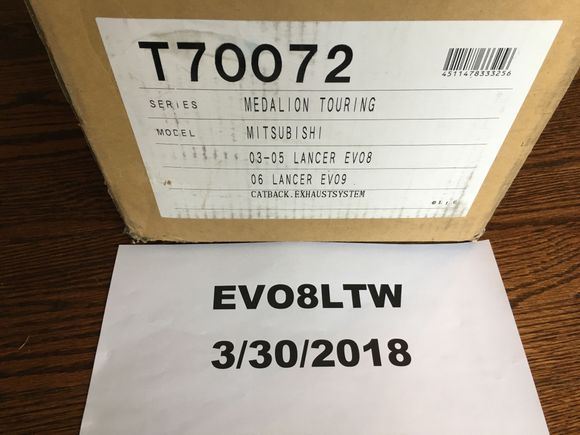 T70072
4511478333256
SERIES MEDALION TOURING
MODEL MITSUBISHI
03-05 LANCER EVO8
06 LANCER EVO9
CATBACK.EXHAUSTSYSTEM
EVO8LTW
3/30/2018